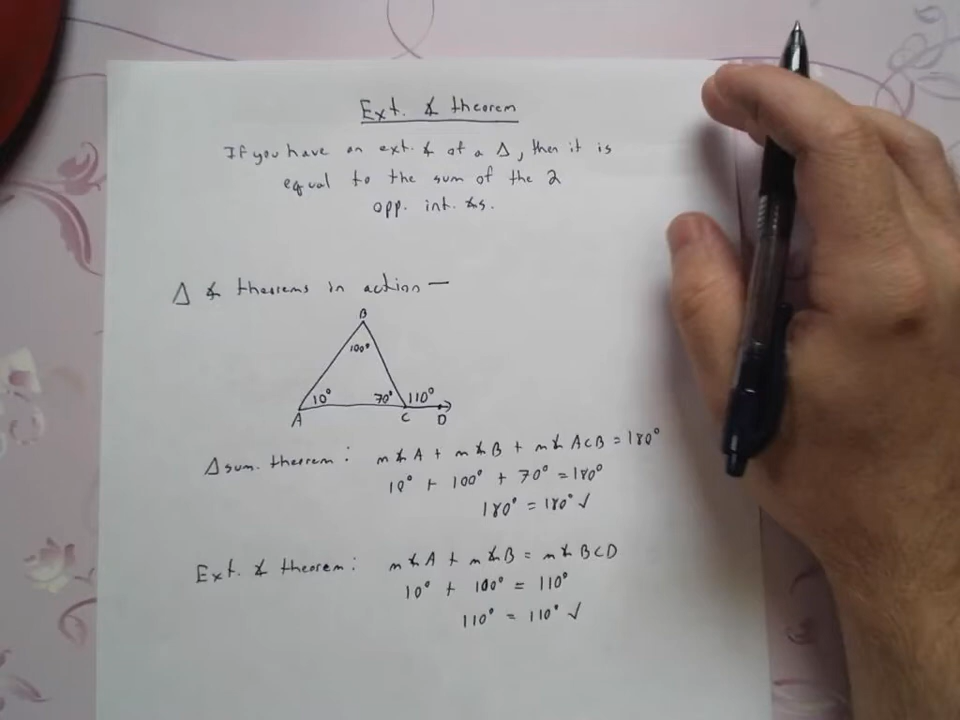 Ext. ∡ theorem
If you have an ext. ∡ of a Δ, then it is
equal to the sum of the 2
opp. int. ∡s.
Δ ∡ theorems in action —
B
100°
10° 70° 110°
A C D
Δ sum. theorem: m∡A + m∡B + m∡ACB = 180°
10° + 100° + 70° = 180°
180° = 180° ✓
Ext. ∡ theorem: m∡A + m∡B = m∡BCD
10° + 100° = 110°
110° = 110° ✓